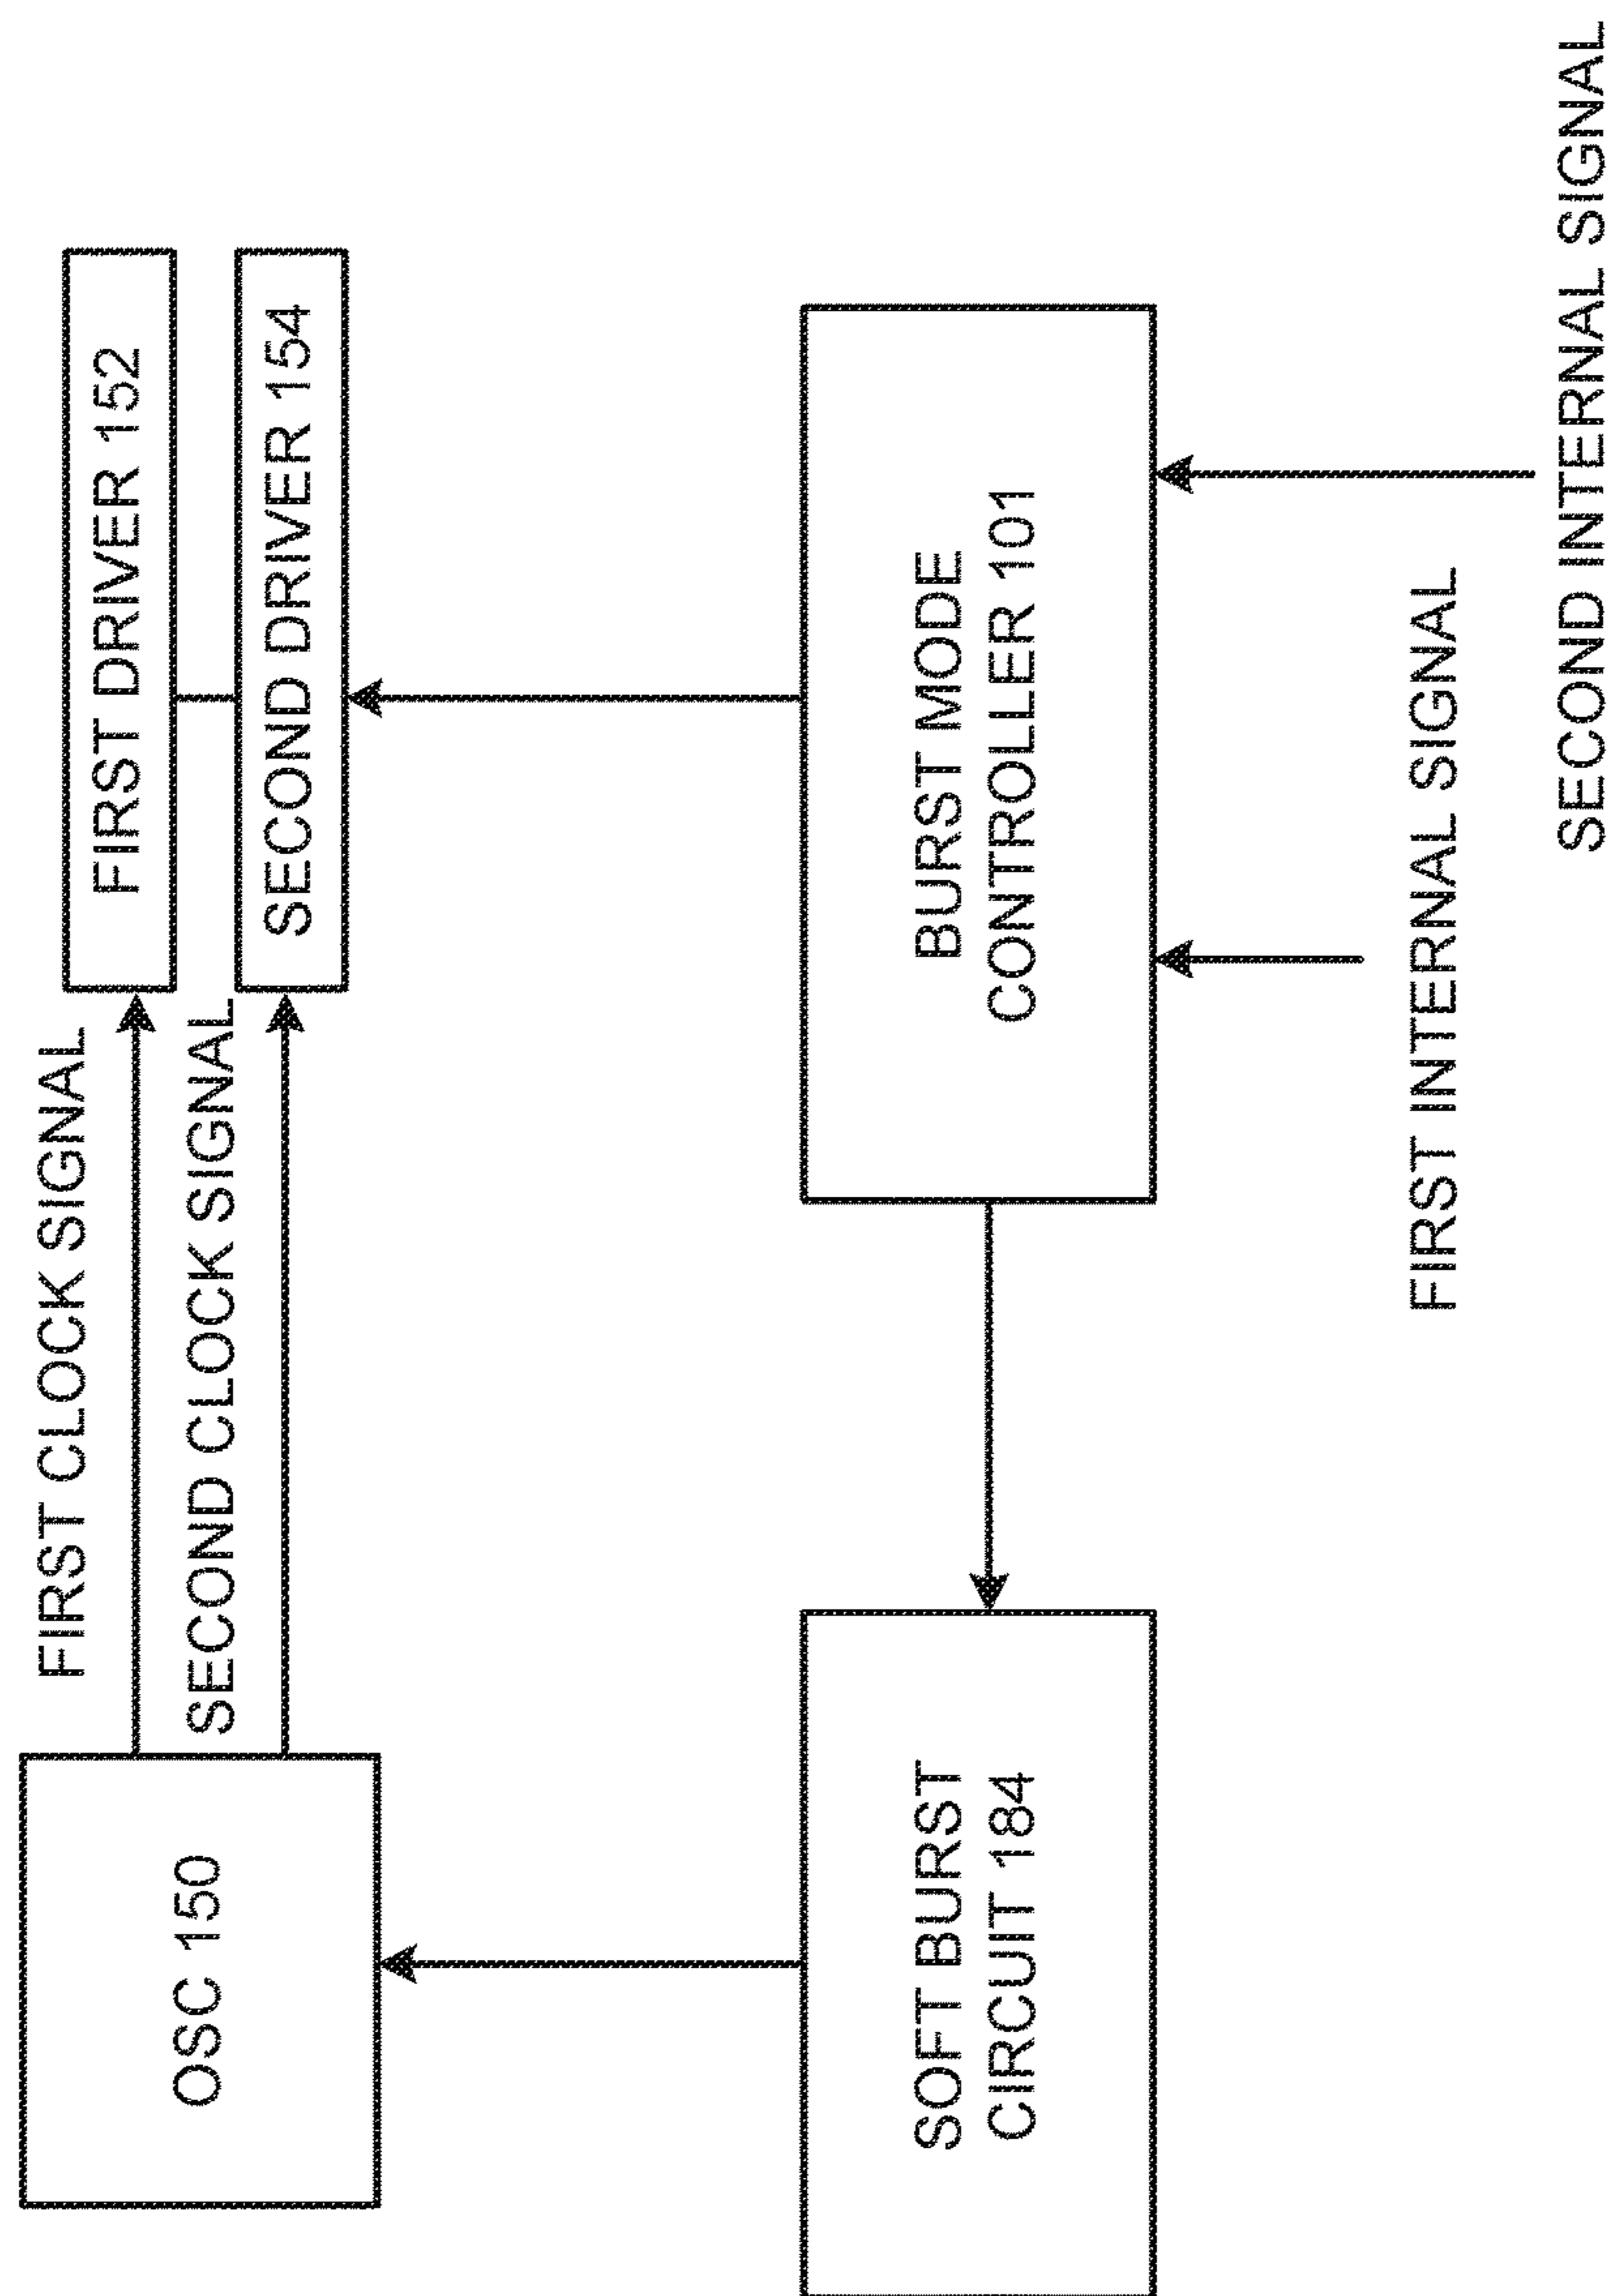 FIRST CLOCK SIGNAL
OSC 150
FIRST DRIVER 152
SECOND CLOCK SIGNAL
SECOND DRIVER 154
SOFT BURST
CIRCUIT 184
BURST MODE
CONTROLLER 101
FIRST INTERNAL SIGNAL
SECOND INTERNAL SIGNAL